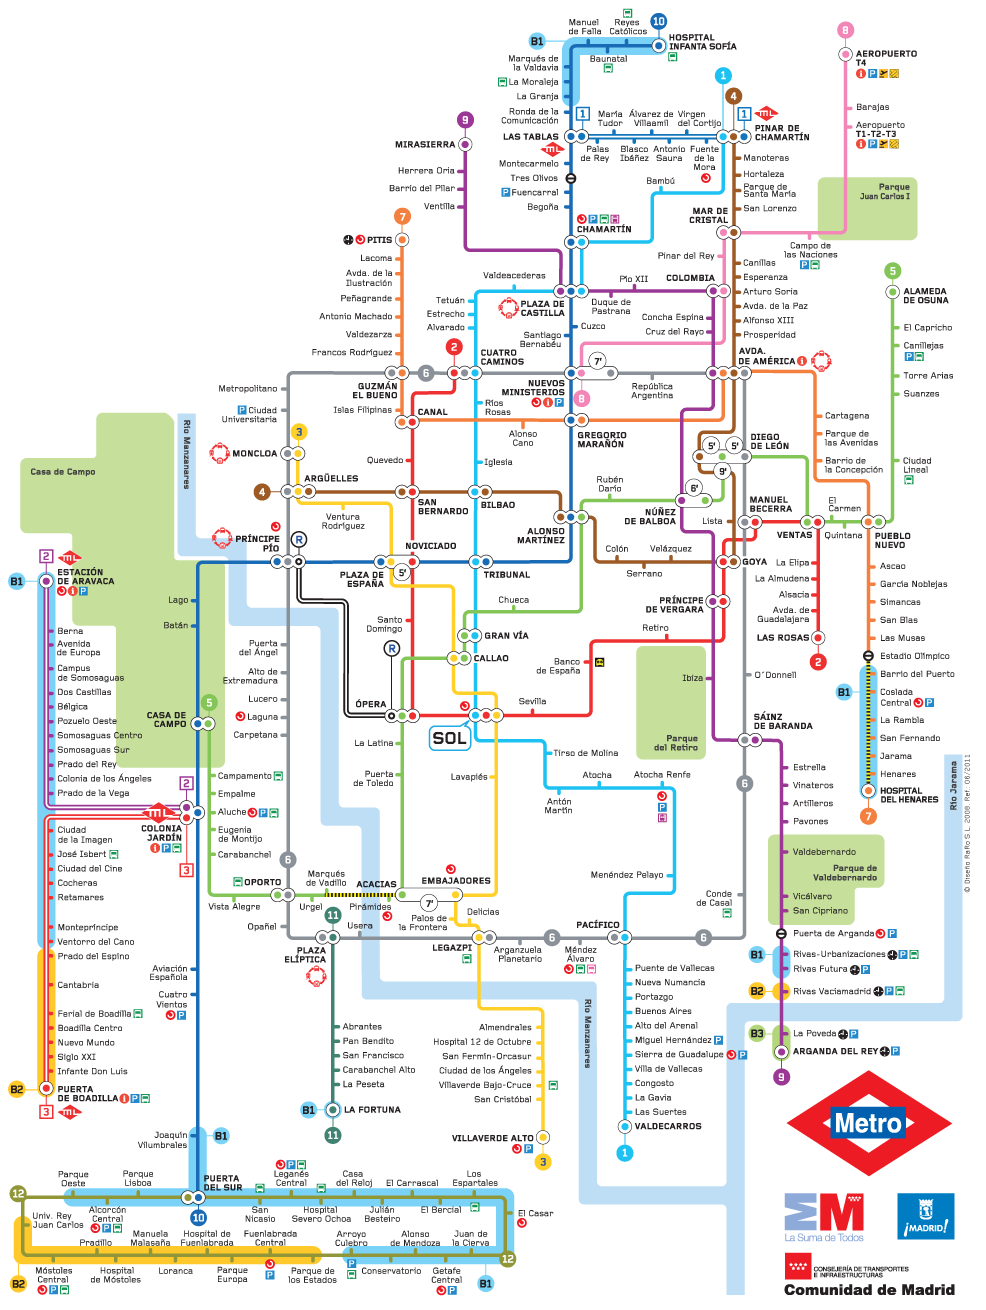 Manuel
de Falla
Reyes
Católicos
10
HOSPITAL
INFANTA SOFÍA
B1
Baunatal
Marqués de
la Valdavia
La Moraleja
La Granja
Ronda de la
Comunicación
8
AEROPUERTO
T4
Barajas
Aeropuerto
T1-T2-T3
1
4
1
María
Tudor
Álvarez de
Villaamil
Virgen
del Cortijo
1
ML
PINAR DE
CHAMARTÍN
LAS TABLAS
ML
Palas
de Rey
Blasco
Ibáñez
Antonio
Saura
Fuente
de la
Mora
9
MIRASIERRA
Herrera Oria
Barrio del Pilar
Ventilla
Montecarmelo
Tres Olivos
Fuencarral
Begoña
Bambú
Manoteras
Hortaleza
Parque de
Santa María
San Lorenzo
Parque
Juan Carlos I
MAR DE
CRISTAL
Campo de
las Naciones
7
PITIS
Lacoma
Avda. de la
Ilustración
Peñagrande
Antonio Machado
Valdezarza
Francos Rodríguez
CHAMARTÍN
Pinar del Rey
Canillas
Esperanza
Arturo Soria
Avda. de la Paz
Alfonso XIII
Prosperidad
Valdeacederas
Tetuán
Estrecho
Alvarado
PLAZA DE
CASTILLA
Pío XII
Duque de
Pastrana
COLOMBIA
Concha Espina
Cruz del Rayo
Cuzco
Santiago
Bernabéu
5
ALAMEDA
DE OSUNA
El Capricho
Canillejas
Torre Arias
Suanzes
Ciudad
Lineal
2
CUATRO
CAMINOS
6
Metropolitano
Ciudad
Universitaria
GUZMÁN
EL BUENO
Islas Filipinas
CANAL
Ríos
Rosas
NUEVOS
MINISTERIOS
7'
8
República
Argentina
AVDA.
DE AMÉRICA
Cartagena
Parque de
las Avenidas
Barrio de
la Concepción
Alonso
Cano
GREGORIO
MARAÑÓN
3
MONCLOA
4
ARGÜELLES
Quevedo
Iglesia
SAN
BERNARDO
BILBAO
Ventura
Rodríguez
ALONSO
MARTÍNEZ
Rubén
Darío
5'
5'
9'
6'
DIEGO
DE LEÓN
NÚÑEZ
DE BALBOA
Lista
MANUEL
BECERRA
El
Carmen
VENTAS
Quintana
PUEBLO
NUEVO
Río Manzanares
Casa de Campo
PRÍNCIPE
PÍO
R
PLAZA DE
ESPAÑA
NOVICIADO
5'
TRIBUNAL
Colón
Velázquez
Serrano
GOYA
La Elipa
La Almudena
Alsacia
Avda. de
Guadalajara
LAS ROSAS
2
Ascao
García Noblejas
Simancas
San Blas
Las Musas
Estadio Olímpico
Barrio del Puerto
B1
Coslada
Central
La Rambla
San Fernando
Jarama
Henares
HOSPITAL
DEL HENARES
7
Río Jarama
© Diseño RaRo S.L. 2008. Ref. 06/2011
2
ML
B1
ESTACIÓN
DE ARAVACA
Berna
Avenida
de Europa
Campus
de Somosaguas
Dos Castillas
Bélgica
Pozuelo Oeste
Somosaguas Centro
Somosaguas Sur
Prado del Rey
Colonia de los Ángeles
Prado de la Vega
Lago
Batán
Santo
Domingo
Chueca
GRAN VÍA
CALLAO
PRÍNCIPE
DE VERGARA
Retiro
Banco
de España
Ibiza
Parque
del Retiro
O'Donnell
Puerta
del Ángel
Alto de
Extremadura
Lucero
Laguna
Carpetana
R
ÓPERA
SOL
Sevilla
SÁINZ
DE BARANDA
5
CASA DE
CAMPO
La Latina
Puerta
de Toledo
Lavapiés
Tirso de Molina
Atocha
Atocha Renfe
Antón
Martín
Menéndez Pelayo
6
Estrella
Vinateros
Artilleros
Pavones
Valdebernardo
Parque de
Valdebernardo
Vicálvaro
San Cipriano
Puerta de Arganda
B1
Rivas-Urbanizaciones
Rivas Futura
B2
Rivas Vaciamadrid
B3
La Poveda
ARGANDA DEL REY
9
Campamento
Empalme
Aluche
Eugenia
de Montijo
Carabanchel
2
ML
COLONIA
JARDÍN
3
Ciudad
de la Imagen
José Isbert
Ciudad del Cine
Cocheras
Retamares
Montepríncipe
Ventorro del Cano
Prado del Espino
Cantabria
Ferial de Boadilla
Boadilla Centro
Nuevo Mundo
Siglo XXI
Infante Don Luis
B2
PUERTA
DE BOADILLA
3
ML
6
OPORTO
Vista Alegre
Opañel
Marqués
de Vadillo
Urgel
ACACIAS
Pirámides
11
Usera
PLAZA
ELÍPTICA
EMBAJADORES
7'
Palos de
la Frontera
Delicias
LEGAZPI
Arganzuela
Planetario
6
Méndez
Álvaro
PACÍFICO
6
Conde
de Casal
Río Manzanares
Aviación
Española
Cuatro
Vientos
Abrantes
Pan Bendito
San Francisco
Carabanchel Alto
La Peseta
B1
LA FORTUNA
11
Almendrales
Hospital 12 de Octubre
San Fermín-Orcasur
Ciudad de los Ángeles
Villaverde Bajo-Cruce
San Cristóbal
VILLAVERDE ALTO
3
Puente de Vallecas
Nueva Numancia
Portazgo
Buenos Aires
Alto del Arenal
Miguel Hernández
Sierra de Guadalupe
Villa de Vallecas
Congosto
La Gavia
Las Suertes
VALDECARROS
1
Joaquín
Vilumbrales
B1
PUERTA
DEL SUR
10
12
Parque
Oeste
Parque
Lisboa
Leganés
Central
Casa
del Reloj
El Carrascal
Los
Espartales
Univ. Rey
Juan Carlos
Alcorcón
Central
San
Nicasio
Hospital
Severo Ochoa
Julián
Besteiro
El Bercial
El Casar
Pradillo
Manuela
Malasaña
Hospital de
Fuenlabrada
Fuenlabrada
Central
Arroyo
Culebro
Alonso
de Mendoza
Juan de
la Cierva
12
B2
Móstoles
Central
Hospital
de Móstoles
Loranca
Parque
Europa
Parque de
los Estados
Conservatorio
Getafe
Central
B1
Metro
La Suma de Todos
¡MADRID!
CONSEJERÍA DE TRANSPORTES
E INFRAESTRUCTURAS
Comunidad de Madrid